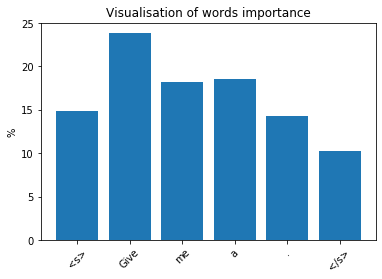 Visualisation of words importance
25
20
15
10
5
0
%
<s>
Give
me
a
.
</s>